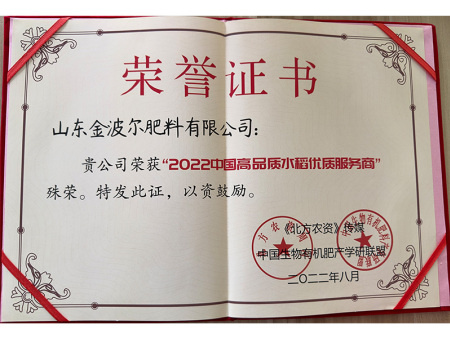 荣誉证书
山东金波尔肥料有限公司：
贵公司荣获“2022中国高品质水稻优质服务商”
殊荣。特发此证，以资鼓励。
《北方农资》传媒
中国生物有机肥产学研联盟
二〇二二年八月